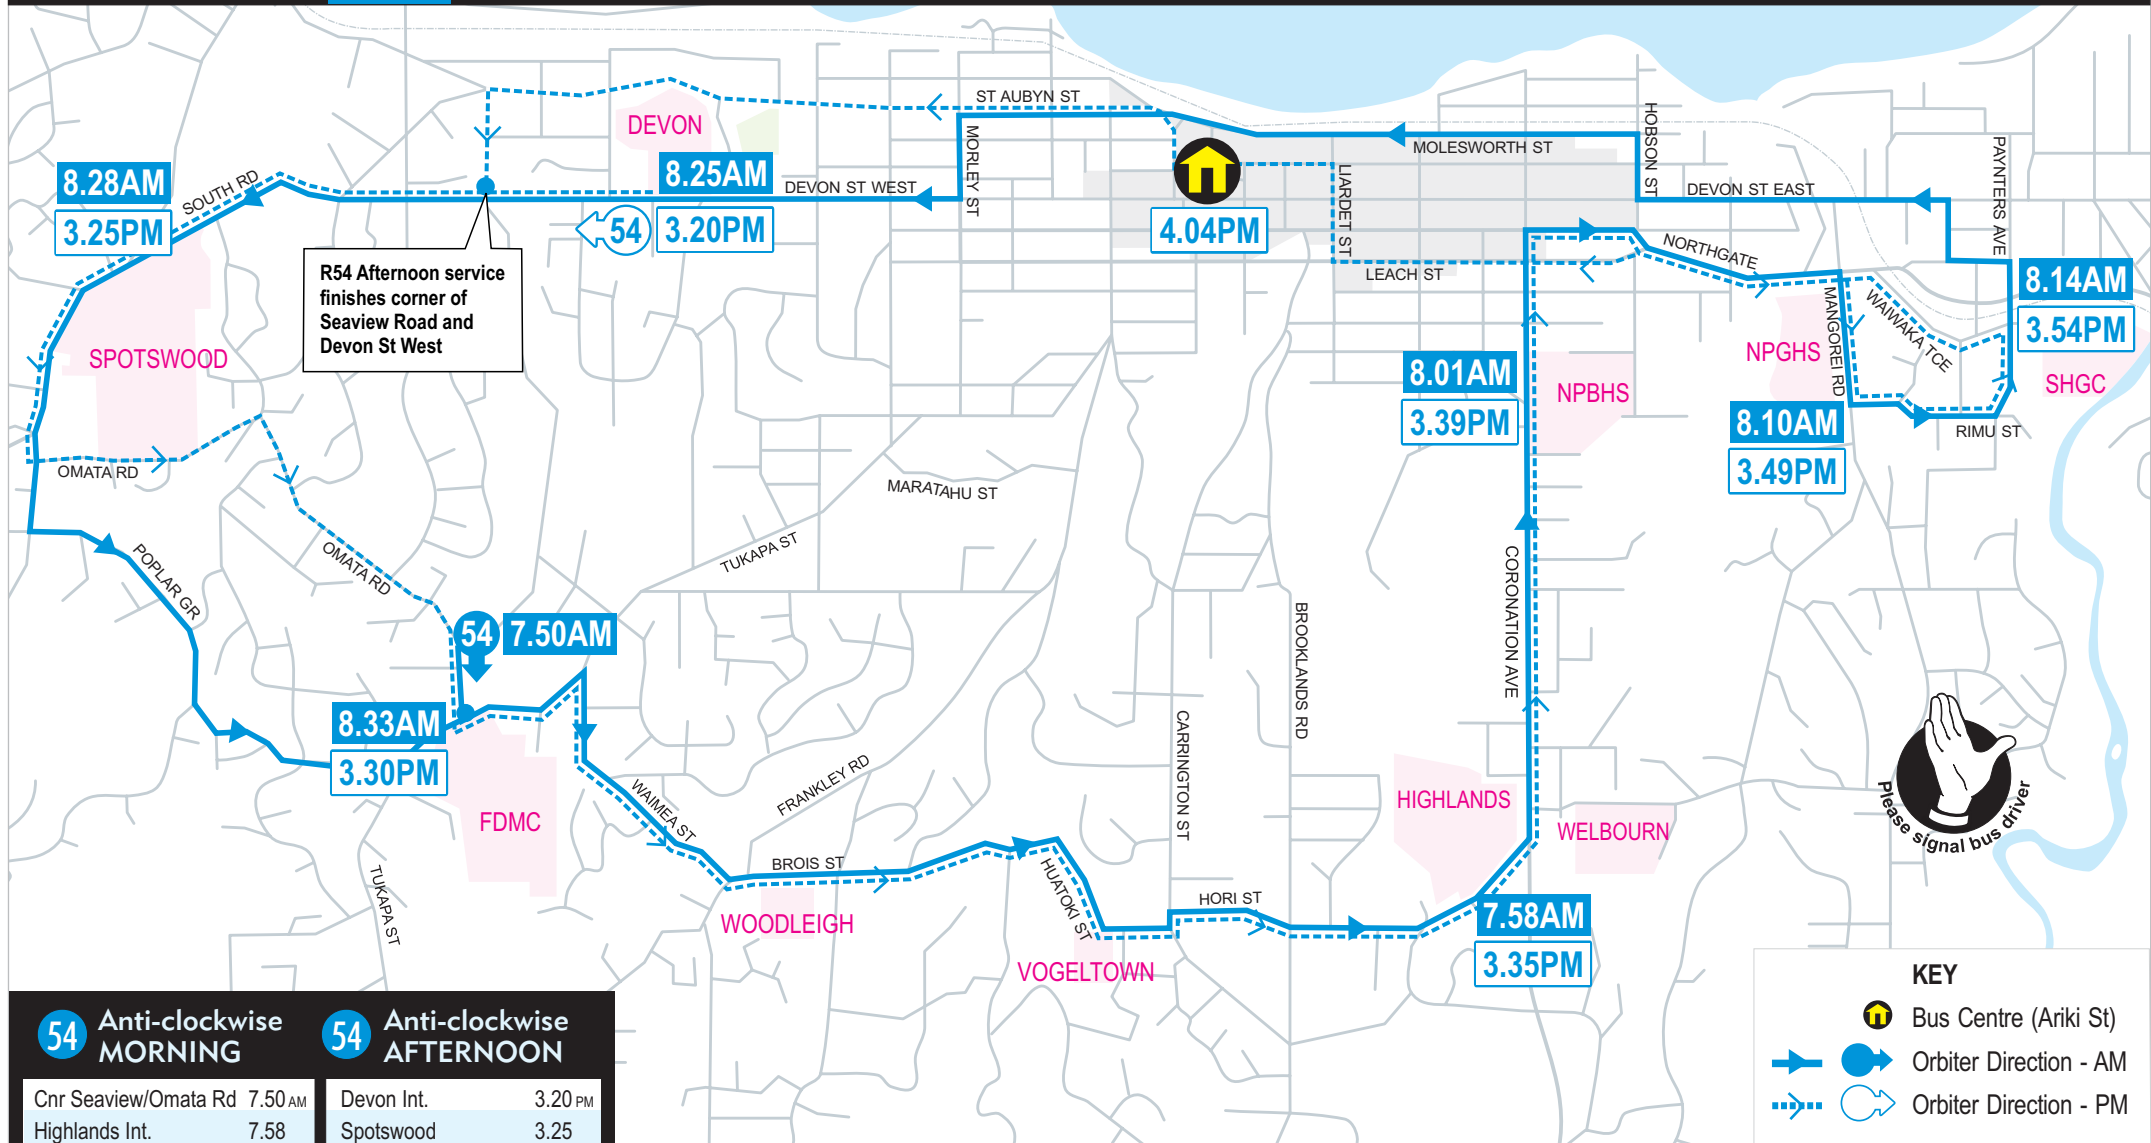 ST AUBYN ST
DEVON
MORLEY ST
MOLESWORTH ST
HOBSON ST
PAYNTERS AVE
8.28AM
3.25PM
SOUTH RD
8.25AM
3.20PM
54
DEVON ST WEST
LIARDET ST
DEVON ST EAST
4.04PM
LEACH ST
NORTHGATE
R54 Afternoon service
finishes corner of
Seaview Road and
Devon St West
8.14AM
3.54PM
MANGOREI RD
WAIWAKA TCE
SPOTSWOOD
NPGHS
SHGC
8.01AM
3.39PM
NPBHS
8.10AM
3.49PM
RIMU ST
OMATA RD
MARATAHU ST
TUKAPA ST
OMATA RD
POPLAR GR
CORONATION AVE
54
7.50AM
BROOKLANDS RD
8.33AM
3.30PM
CARRINGTON ST
FDMC
WAIMEA ST
FRANKLEY RD
HIGHLANDS
WELBOURN
Please signal bus driver
BROIS ST
TUKAPA ST
WOODLEIGH
HUATOKI ST
HORI ST
VOGELTOWN
7.58AM
3.35PM
KEY
Bus Centre (Ariki St)
Orbiter Direction - AM
Orbiter Direction - PM
54 Anti-clockwise
MORNING
Cnr Seaview/Omata Rd 7.50 AM
Highlands Int. 7.58
54 Anti-clockwise
AFTERNOON
Devon Int. 3.20 PM
Spotswood 3.25